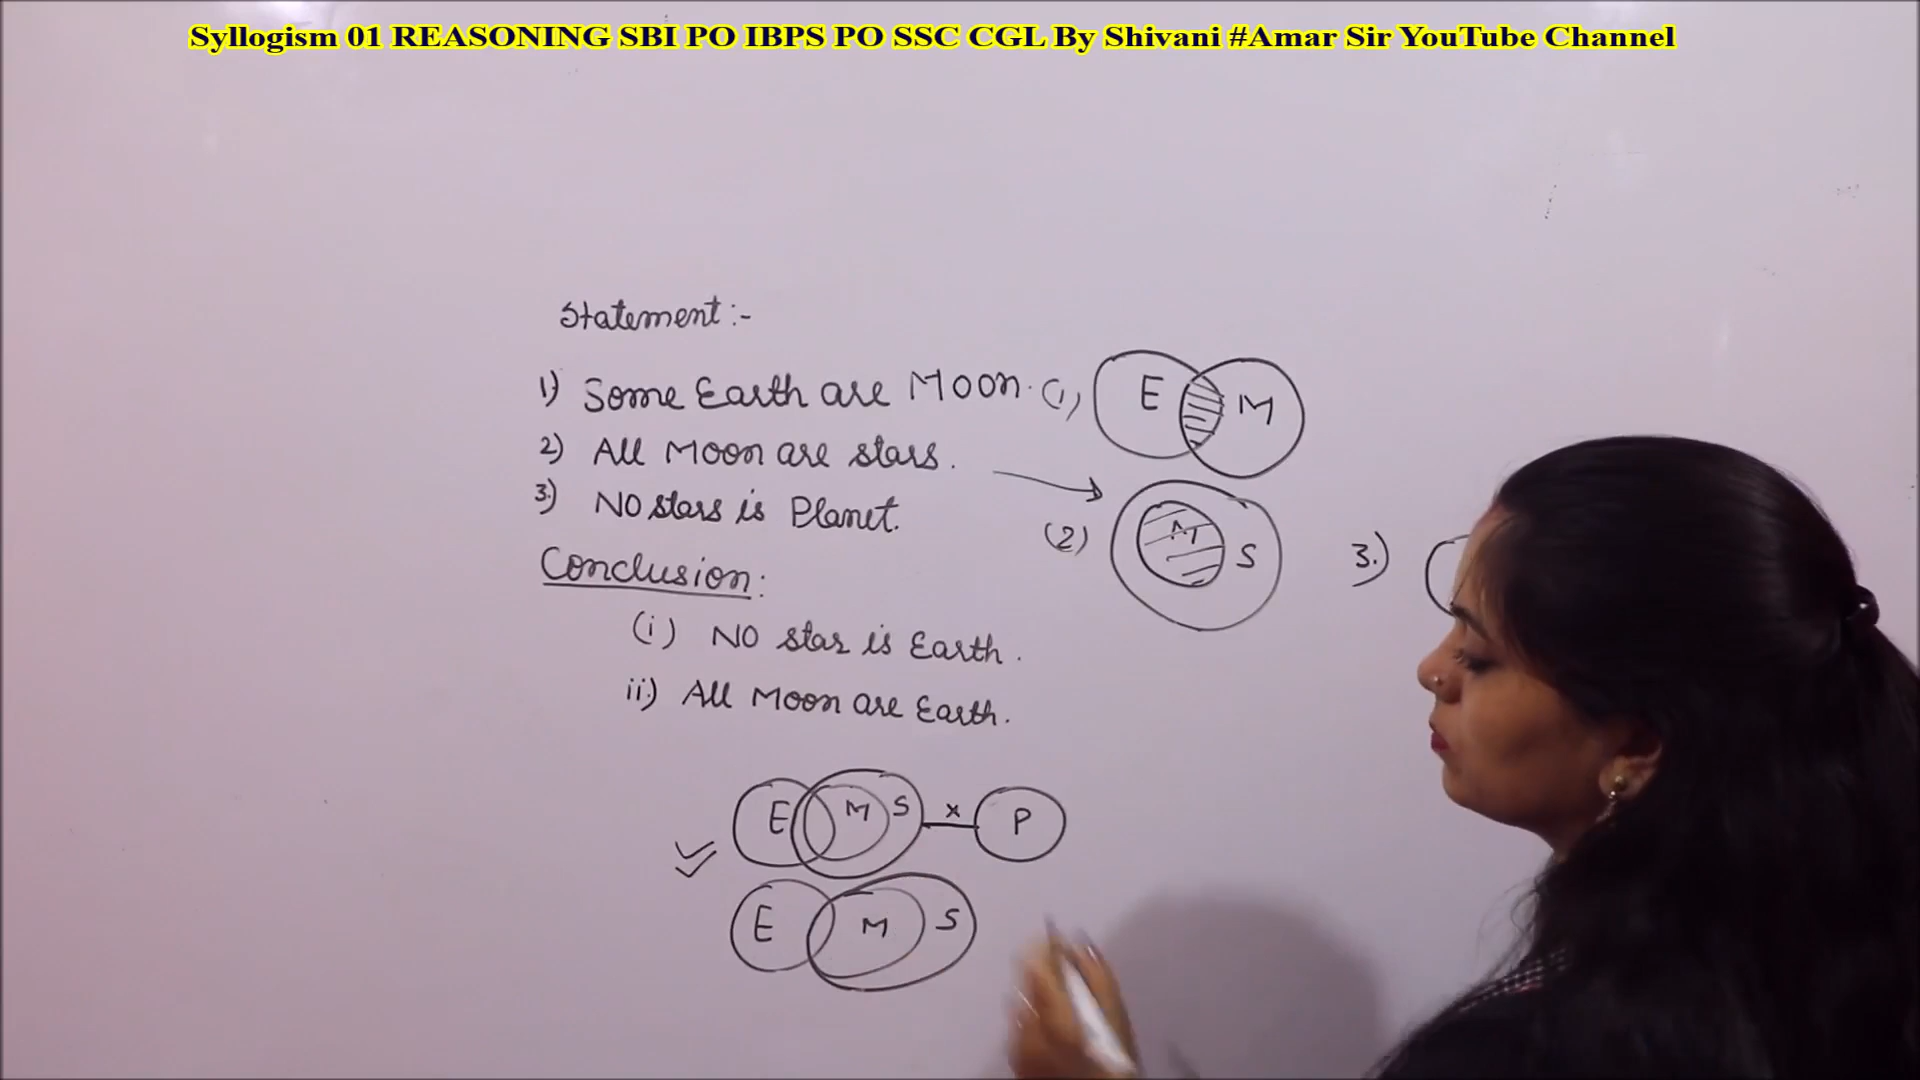 Syllogism 01 REASONING SBI PO IBPS PO SSC CGL By Shivani #Amar Sir YouTube Channel
Statement :-
1) Some Earth are Moon. (1)
E M
2) All Moon are stars.
3.) NO stars is Planet.
(2) M S
3.)
Conclusion:
(i) NO star is Earth.
ii.) All Moon are Earth.
E M S x P
E M S